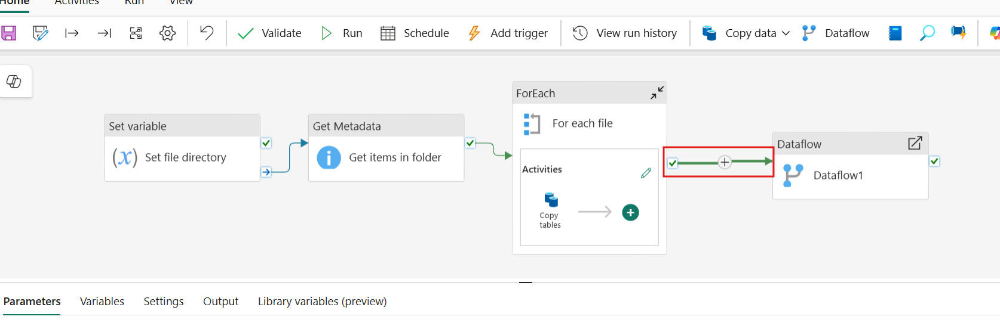 Home Activities Run View
Validate Run Schedule Add trigger View run history Copy data Dataflow
ForEach
For each file
Set variable
Set file directory
Get Metadata
Get items in folder
Activities
Copy
tables
Dataflow
Dataflow1
Parameters Variables Settings Output Library variables (preview)